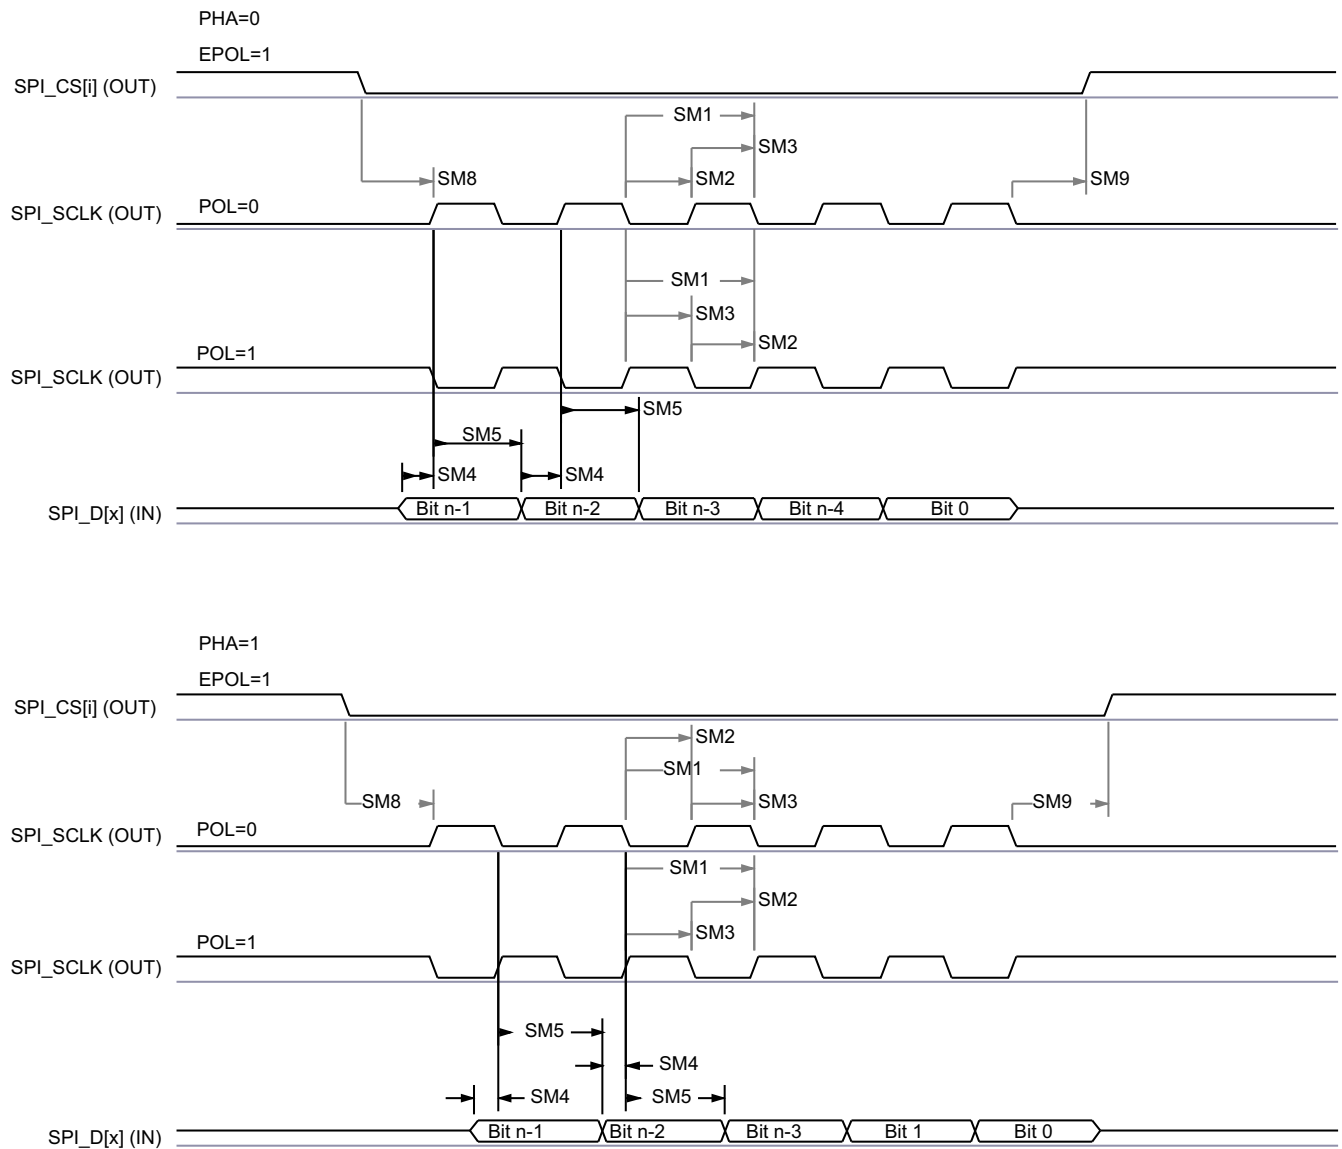 PHA=0
EPOL=1
SPI_CS[i] (OUT)
SM1
SM3
SM8
SM2
SM9
POL=0
SPI_SCLK (OUT)
SM1
SM3
SM2
POL=1
SPI_SCLK (OUT)
SM5
SM5
SM4
SM4
SPI_D[x] (IN)
Bit n-1
Bit n-2
Bit n-3
Bit n-4
Bit 0
PHA=1
EPOL=1
SPI_CS[i] (OUT)
SM2
SM1
SM8
SM3
SM9
POL=0
SPI_SCLK (OUT)
SM1
SM2
SM3
POL=1
SPI_SCLK (OUT)
SM5
SM4
SM4
SM5
SPI_D[x] (IN)
Bit n-1
Bit n-2
Bit n-3
Bit 1
Bit 0